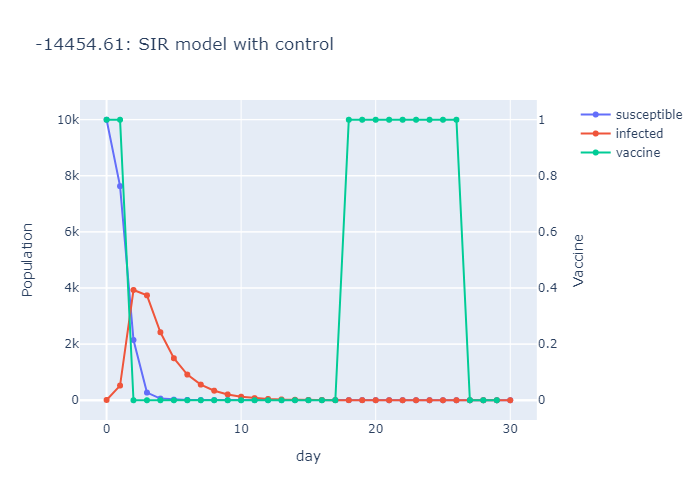 -14454.61: SIR model with control
susceptible
infected
vaccine
10k
8k
6k
4k
2k
0
Population
1
0.8
0.6
0.4
0.2
0
Vaccine
0
10
20
30
day